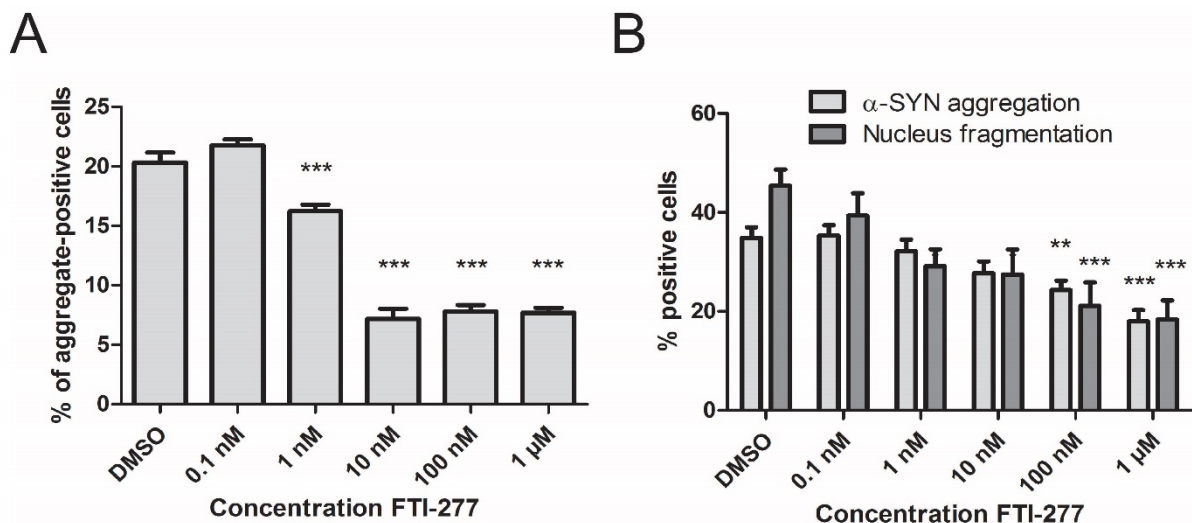 A
% of aggregate-positive cells
25
20
15
10
5
0
***
***
***
***
DMSO
0.1 nM
1 nM
10 nM
100 nM
1 µM
Concentration FTI-277
B
α-SYN aggregation
Nucleus fragmentation
% positive cells
60
40
20
0
**
***
***
***
DMSO
0.1 nM
1 nM
10 nM
100 nM
1 µM
Concentration FTI-277